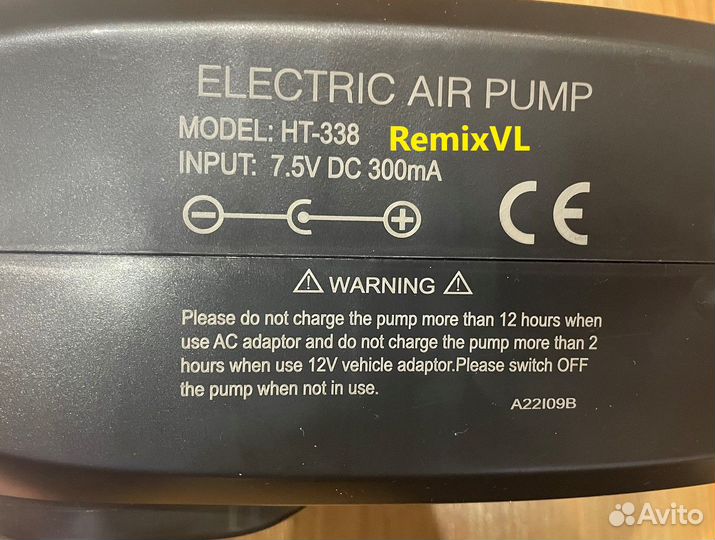 ELECTRIC AIR PUMP
MODEL: HT-338 RemixVL
INPUT: 7.5V DC 300mA
CE
WARNING
Please do not charge the pump more than 12 hours when
use AC adaptor and do not charge the pump more than 2
hours when use 12V vehicle adaptor.Please switch OFF
the pump when not in use.
A22I09B
Avito